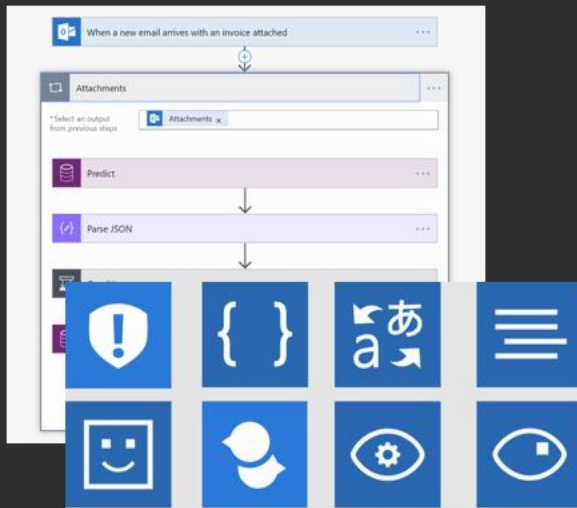 When a new email arrives with an invoice attached
Attachments
*Select an output
from previous steps
Attachments ×
Predict
Parse JSON
{ }
あ
a